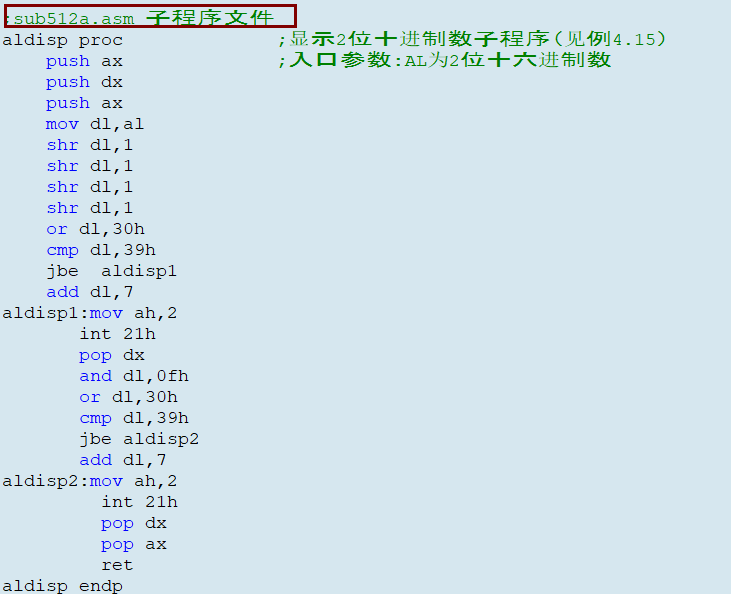 ;sub512a.asm 子程序文件
aldisp proc ;显示2位十进制数子程序(见例4.15)
push ax ;入口参数:AL为2位十六进制数
push dx
push ax
mov dl,al
shr dl,1
shr dl,1
shr dl,1
shr dl,1
or dl,30h
cmp dl,39h
jbe aldisp1
add dl,7
aldisp1:mov ah,2
int 21h
pop dx
and dl,0fh
or dl,30h
cmp dl,39h
jbe aldisp2
add dl,7
aldisp2:mov ah,2
int 21h
pop dx
pop ax
ret
aldisp endp